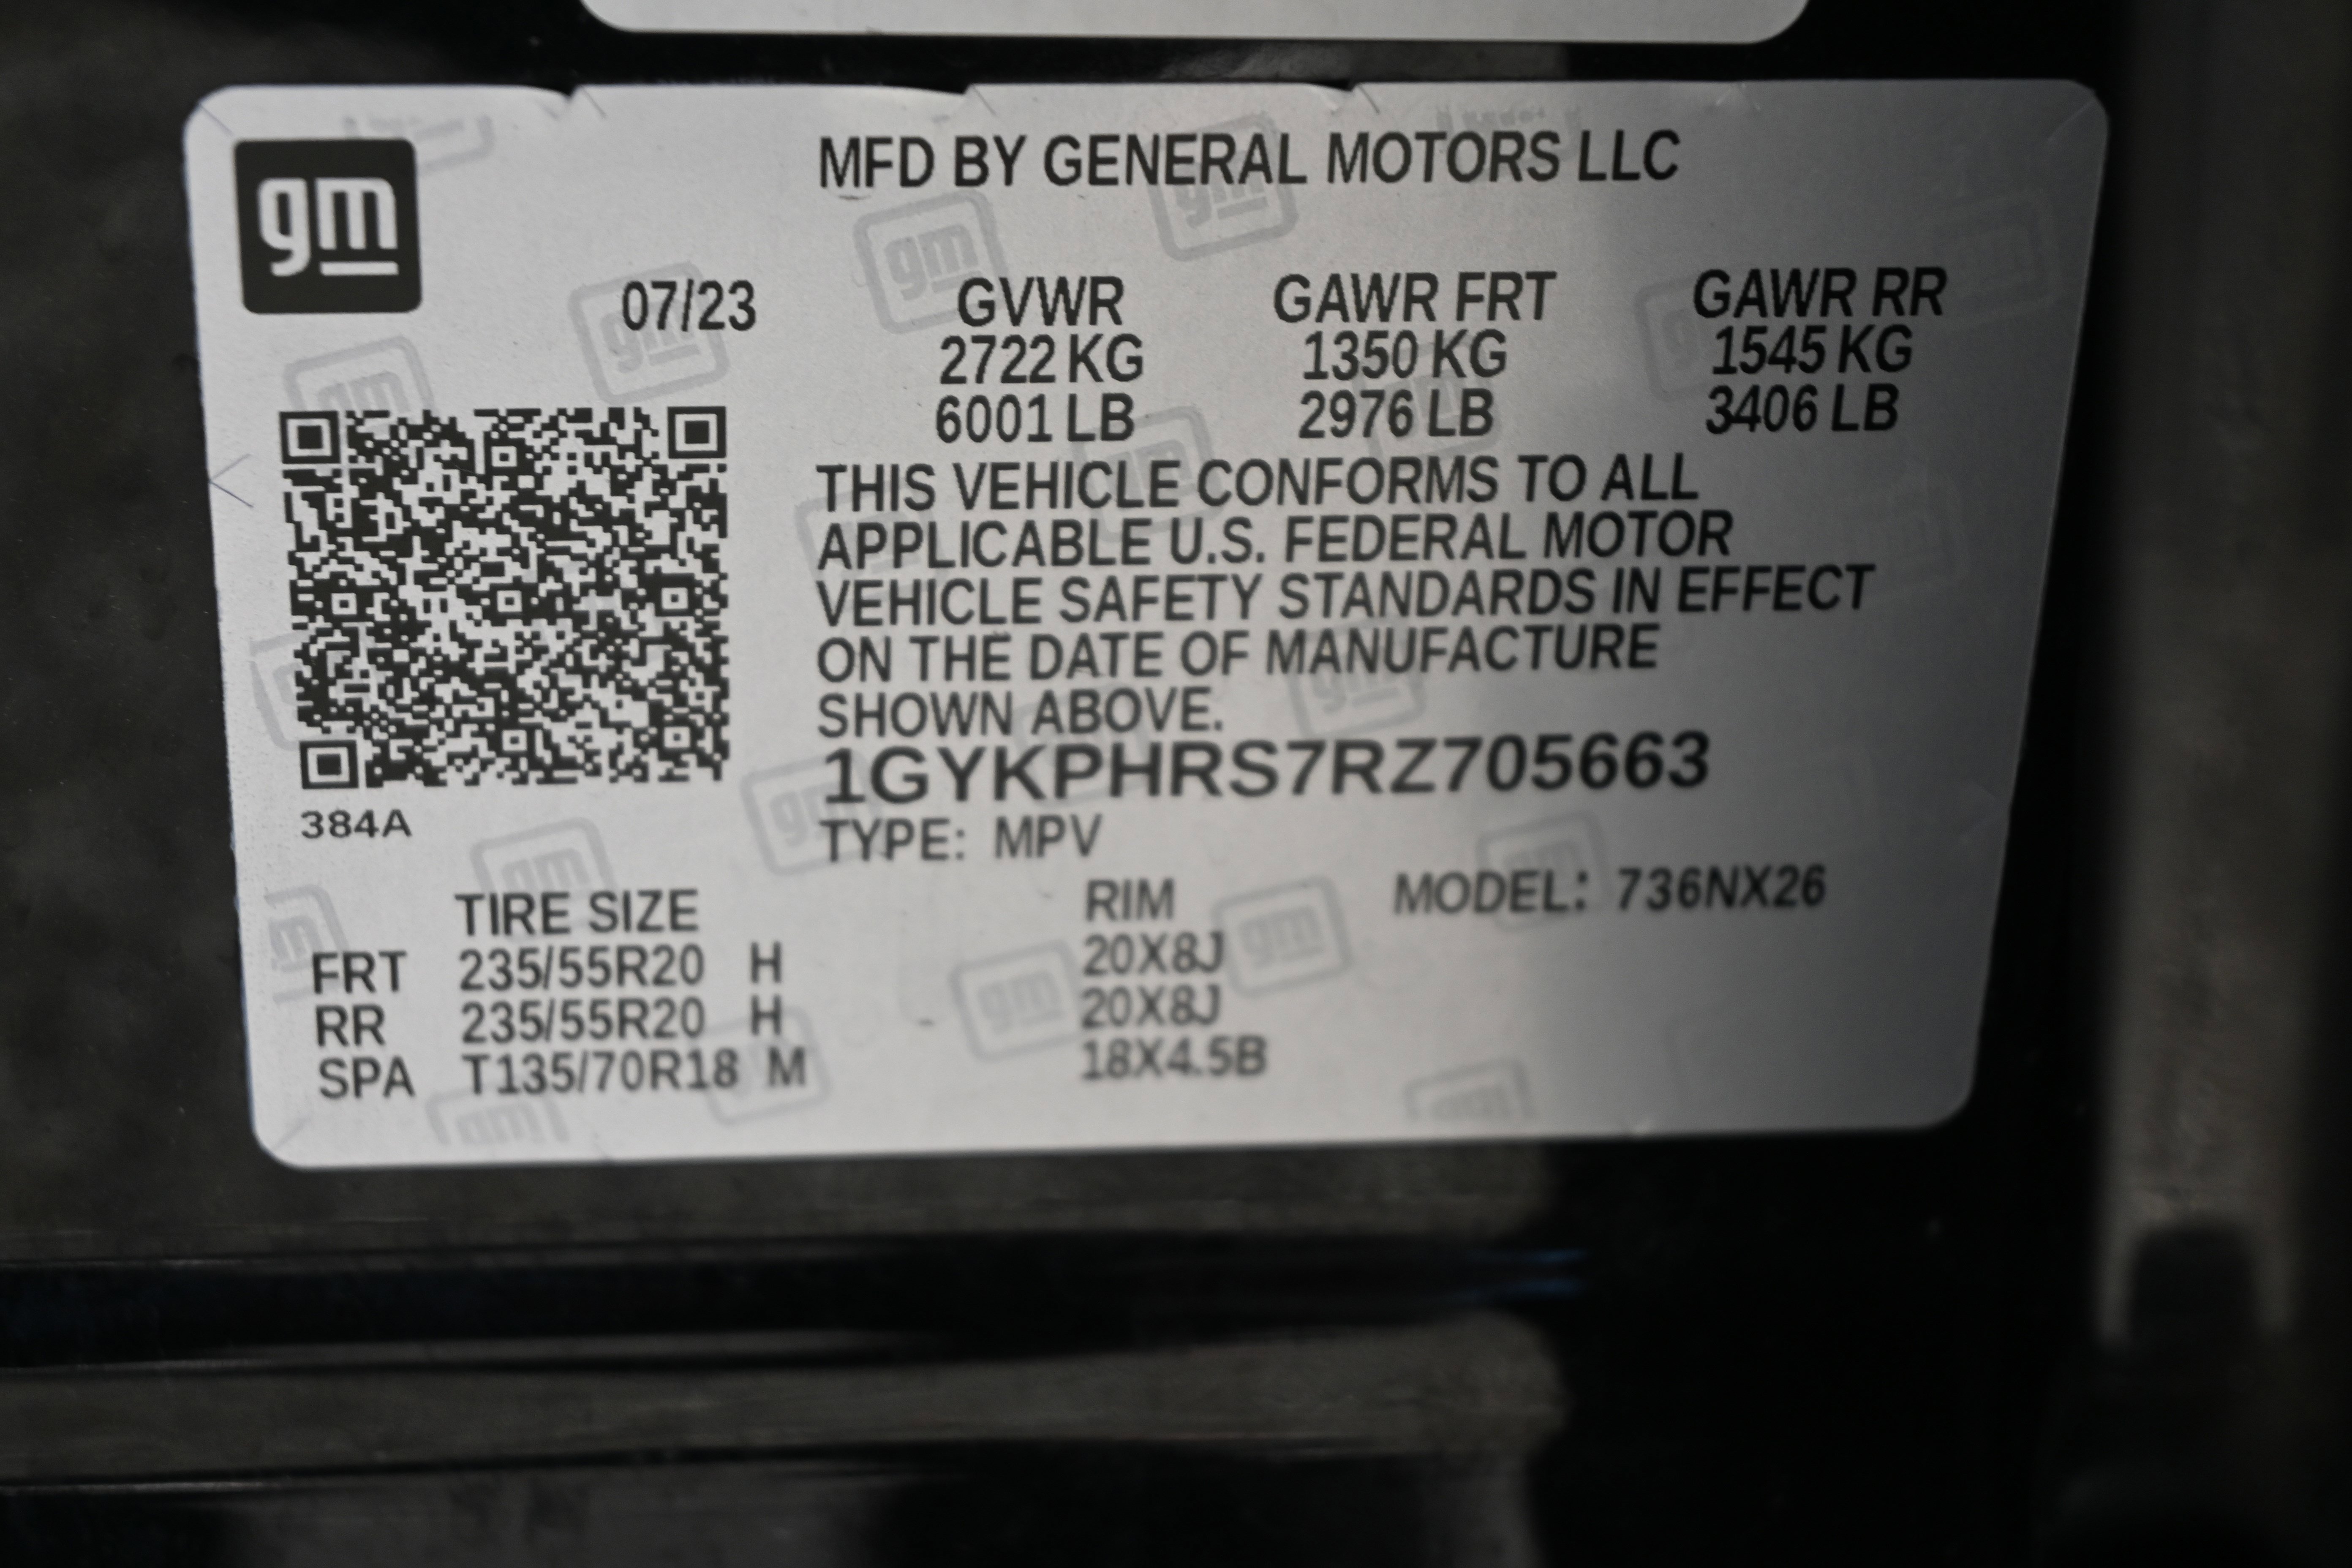 gm
MFD BY GENERAL MOTORS LLC
07/23 GVWR GAWR FRT GAWR RR
2722 KG 1350 KG 1545 KG
6001 LB 2976 LB 3406 LB
THIS VEHICLE CONFORMS TO ALL
APPLICABLE U.S. FEDERAL MOTOR
VEHICLE SAFETY STANDARDS IN EFFECT
ON THE DATE OF MANUFACTURE
SHOWN ABOVE.
1GYKPHRS7RZ705663
384A
TYPE: MPV
TIRE SIZE RIM MODEL: 736NX26
FRT 235/55R20 H 20X8J
RR 235/55R20 H 20X8J
SPA T135/70R18 M 18X4.5B